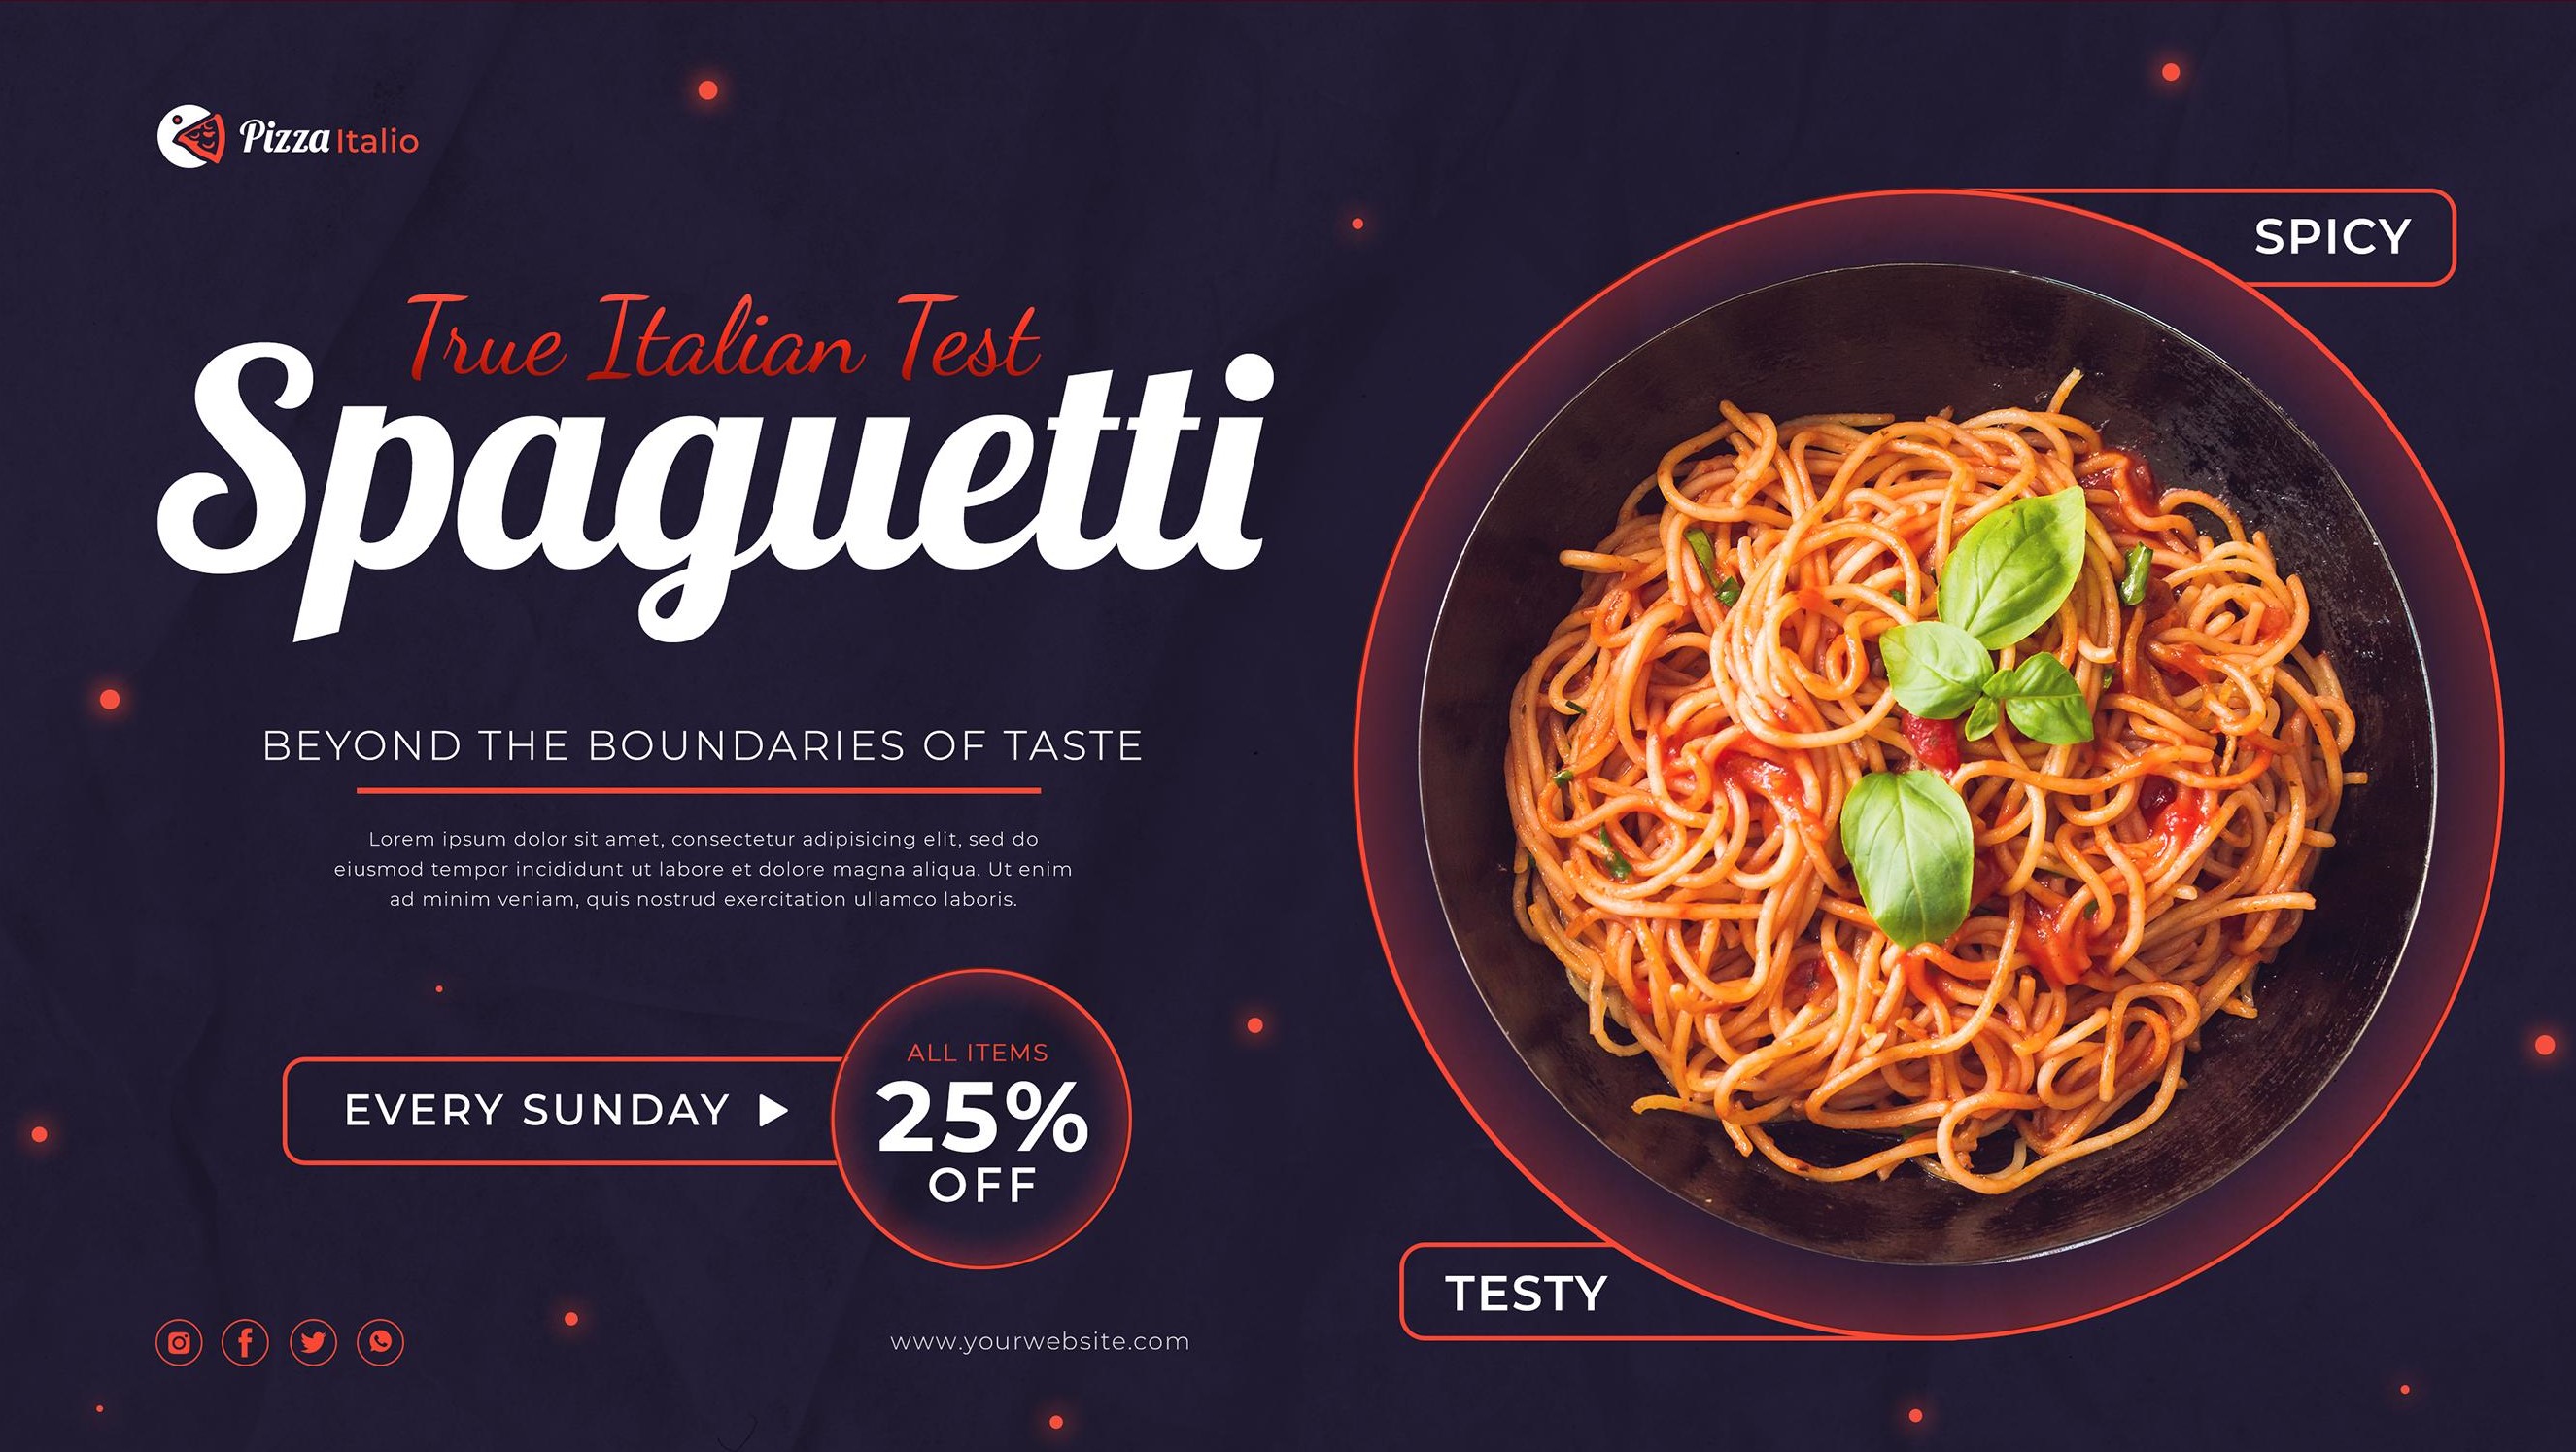 Pizza Italio
SPICY
True Italian Test
Spaguetti
BEYOND THE BOUNDARIES OF TASTE
Lorem ipsum dolor sit amet, consectetur adipisicing elit, sed do
eiusmod tempor incididunt ut labore et dolore magna aliqua. Ut enim
ad minim veniam, quis nostrud exercitation ullamco laboris.
EVERY SUNDAY
ALL ITEMS
25%
OFF
TESTY
www.yourwebsite.com